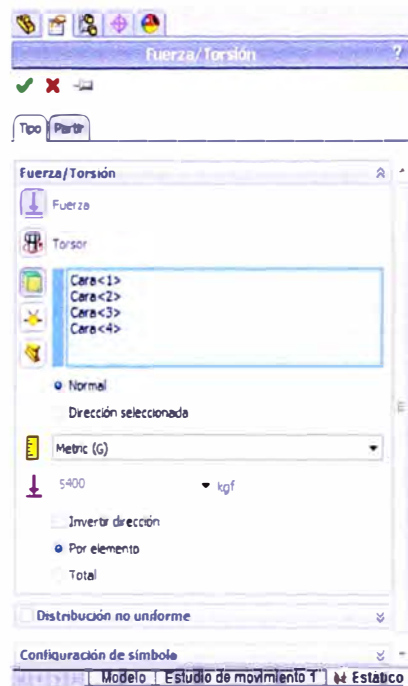 Fuerza/Torsión ?
Tipo Partir
Fuerza/Torsión
Fuerza
Torsor
Cara<1>
Cara<2>
Cara<3>
Cara<4>
Normal
Dirección seleccionada
Metric (G)
5400 kgf
Invertir dirección
Por elemento
Total
Distribución no uniforme
Configuración de símbolo
Modelo Estudio de movimiento 1 Estático